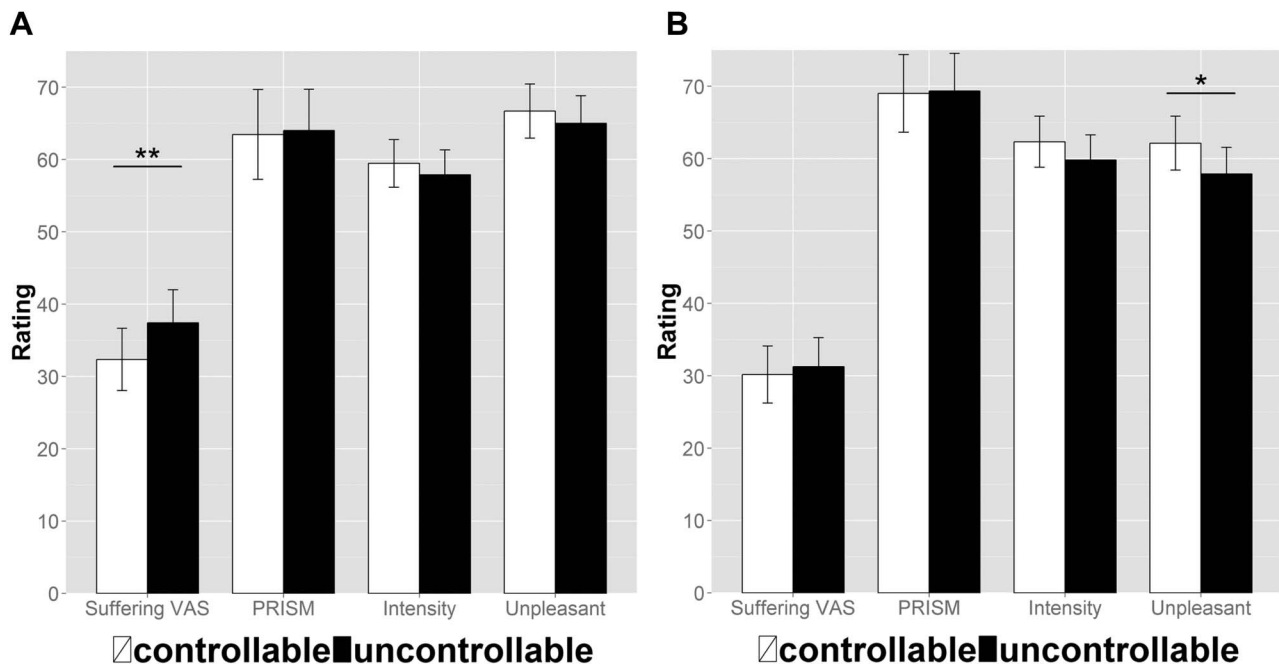 A
Rating
70
60
50
40
30
20
10
0
**
Suffering VAS PRISM Intensity Unpleasant
controllable uncontrollable
B
Rating
70
60
50
40
30
20
10
0
*
Suffering VAS PRISM Intensity Unpleasant
controllable uncontrollable